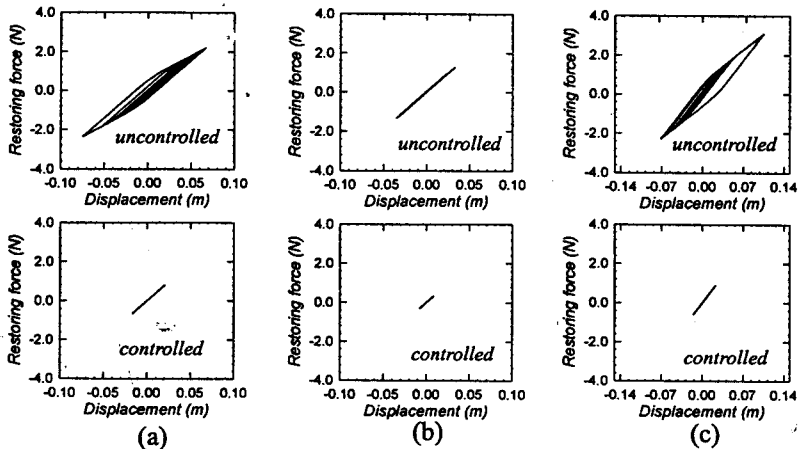 Restoring force (N)
4.0
2.0
0.0
-2.0
-4.0
uncontrolled
-0.10 -0.05 0.00 0.05 0.10
Displacement (m)
Restoring force (N)
4.0
2.0
0.0
-2.0
-4.0
uncontrolled
-0.10 -0.05 0.00 0.05 0.10
Displacement (m)
Restoring force (N)
4.0
2.0
0.0
-2.0
-4.0
uncontrolled
-0.14 -0.07 0.00 0.07 0.14
Displacement (m)
Restoring force (N)
4.0
2.0
0.0
-2.0
-4.0
controlled
-0.10 -0.05 0.00 0.05 0.10
Displacement (m)
Restoring force (N)
4.0
2.0
0.0
-2.0
-4.0
controlled
-0.10 -0.05 0.00 0.05 0.10
Displacement (m)
Restoring force (N)
4.0
2.0
0.0
-2.0
-4.0
controlled
-0.14 -0.07 0.00 0.07 0.14
Displacement (m)
(a)
(b)
(c)